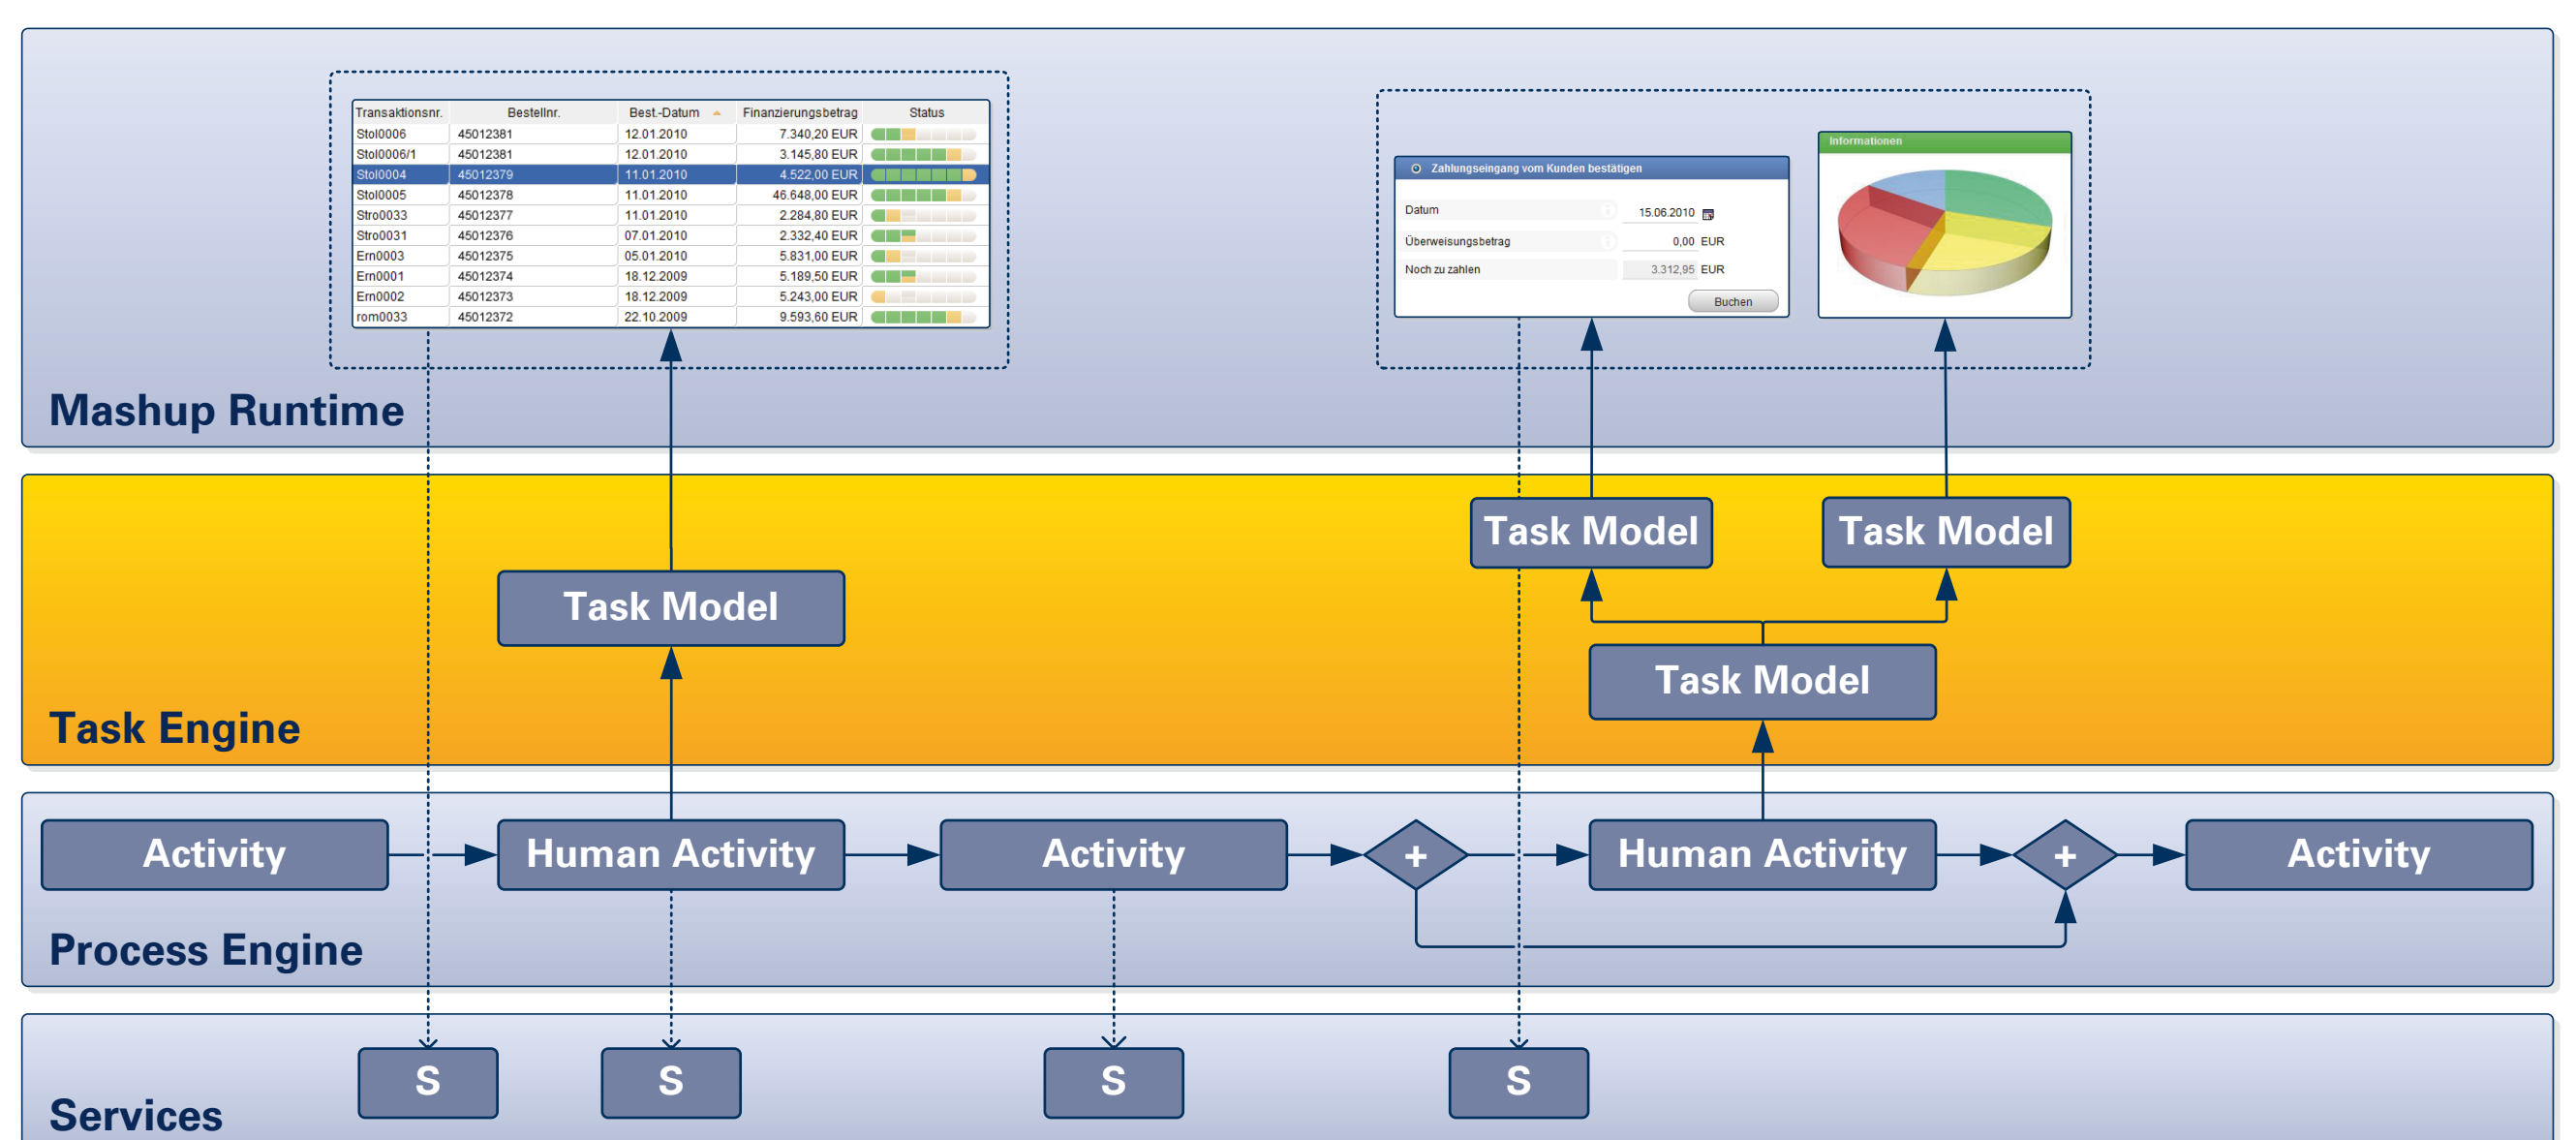 Transaktionsnr. Bestellnr. Best.-Datum Finanzierungsbetrag Status
Stol0006 45012381 12.01.2010 7.340,20 EUR
Stol0006/1 45012381 12.01.2010 3.145,80 EUR
Stol0004 45012379 11.01.2010 4.522,00 EUR
Stol0005 45012378 11.01.2010 46.648,00 EUR
Stro0033 45012377 11.01.2010 2.284,80 EUR
Stro0031 45012376 07.01.2010 2.332,40 EUR
Ern0003 45012375 05.01.2010 5.831,00 EUR
Ern0001 45012374 18.12.2009 5.189,50 EUR
Ern0002 45012373 18.12.2009 5.243,00 EUR
rom0033 45012372 22.10.2009 9.593,60 EUR
Zahlungseingang vom Kunden bestätigen
Datum 15.06.2010
Überweisungsbetrag 0,00 EUR
Noch zu zahlen 3.312,95 EUR
Buchen
Informationen
Mashup Runtime
Task Model Task Model
Task Model
Task Model
Task Engine
Activity Human Activity Activity + Human Activity + Activity
Process Engine
S S S S
Services